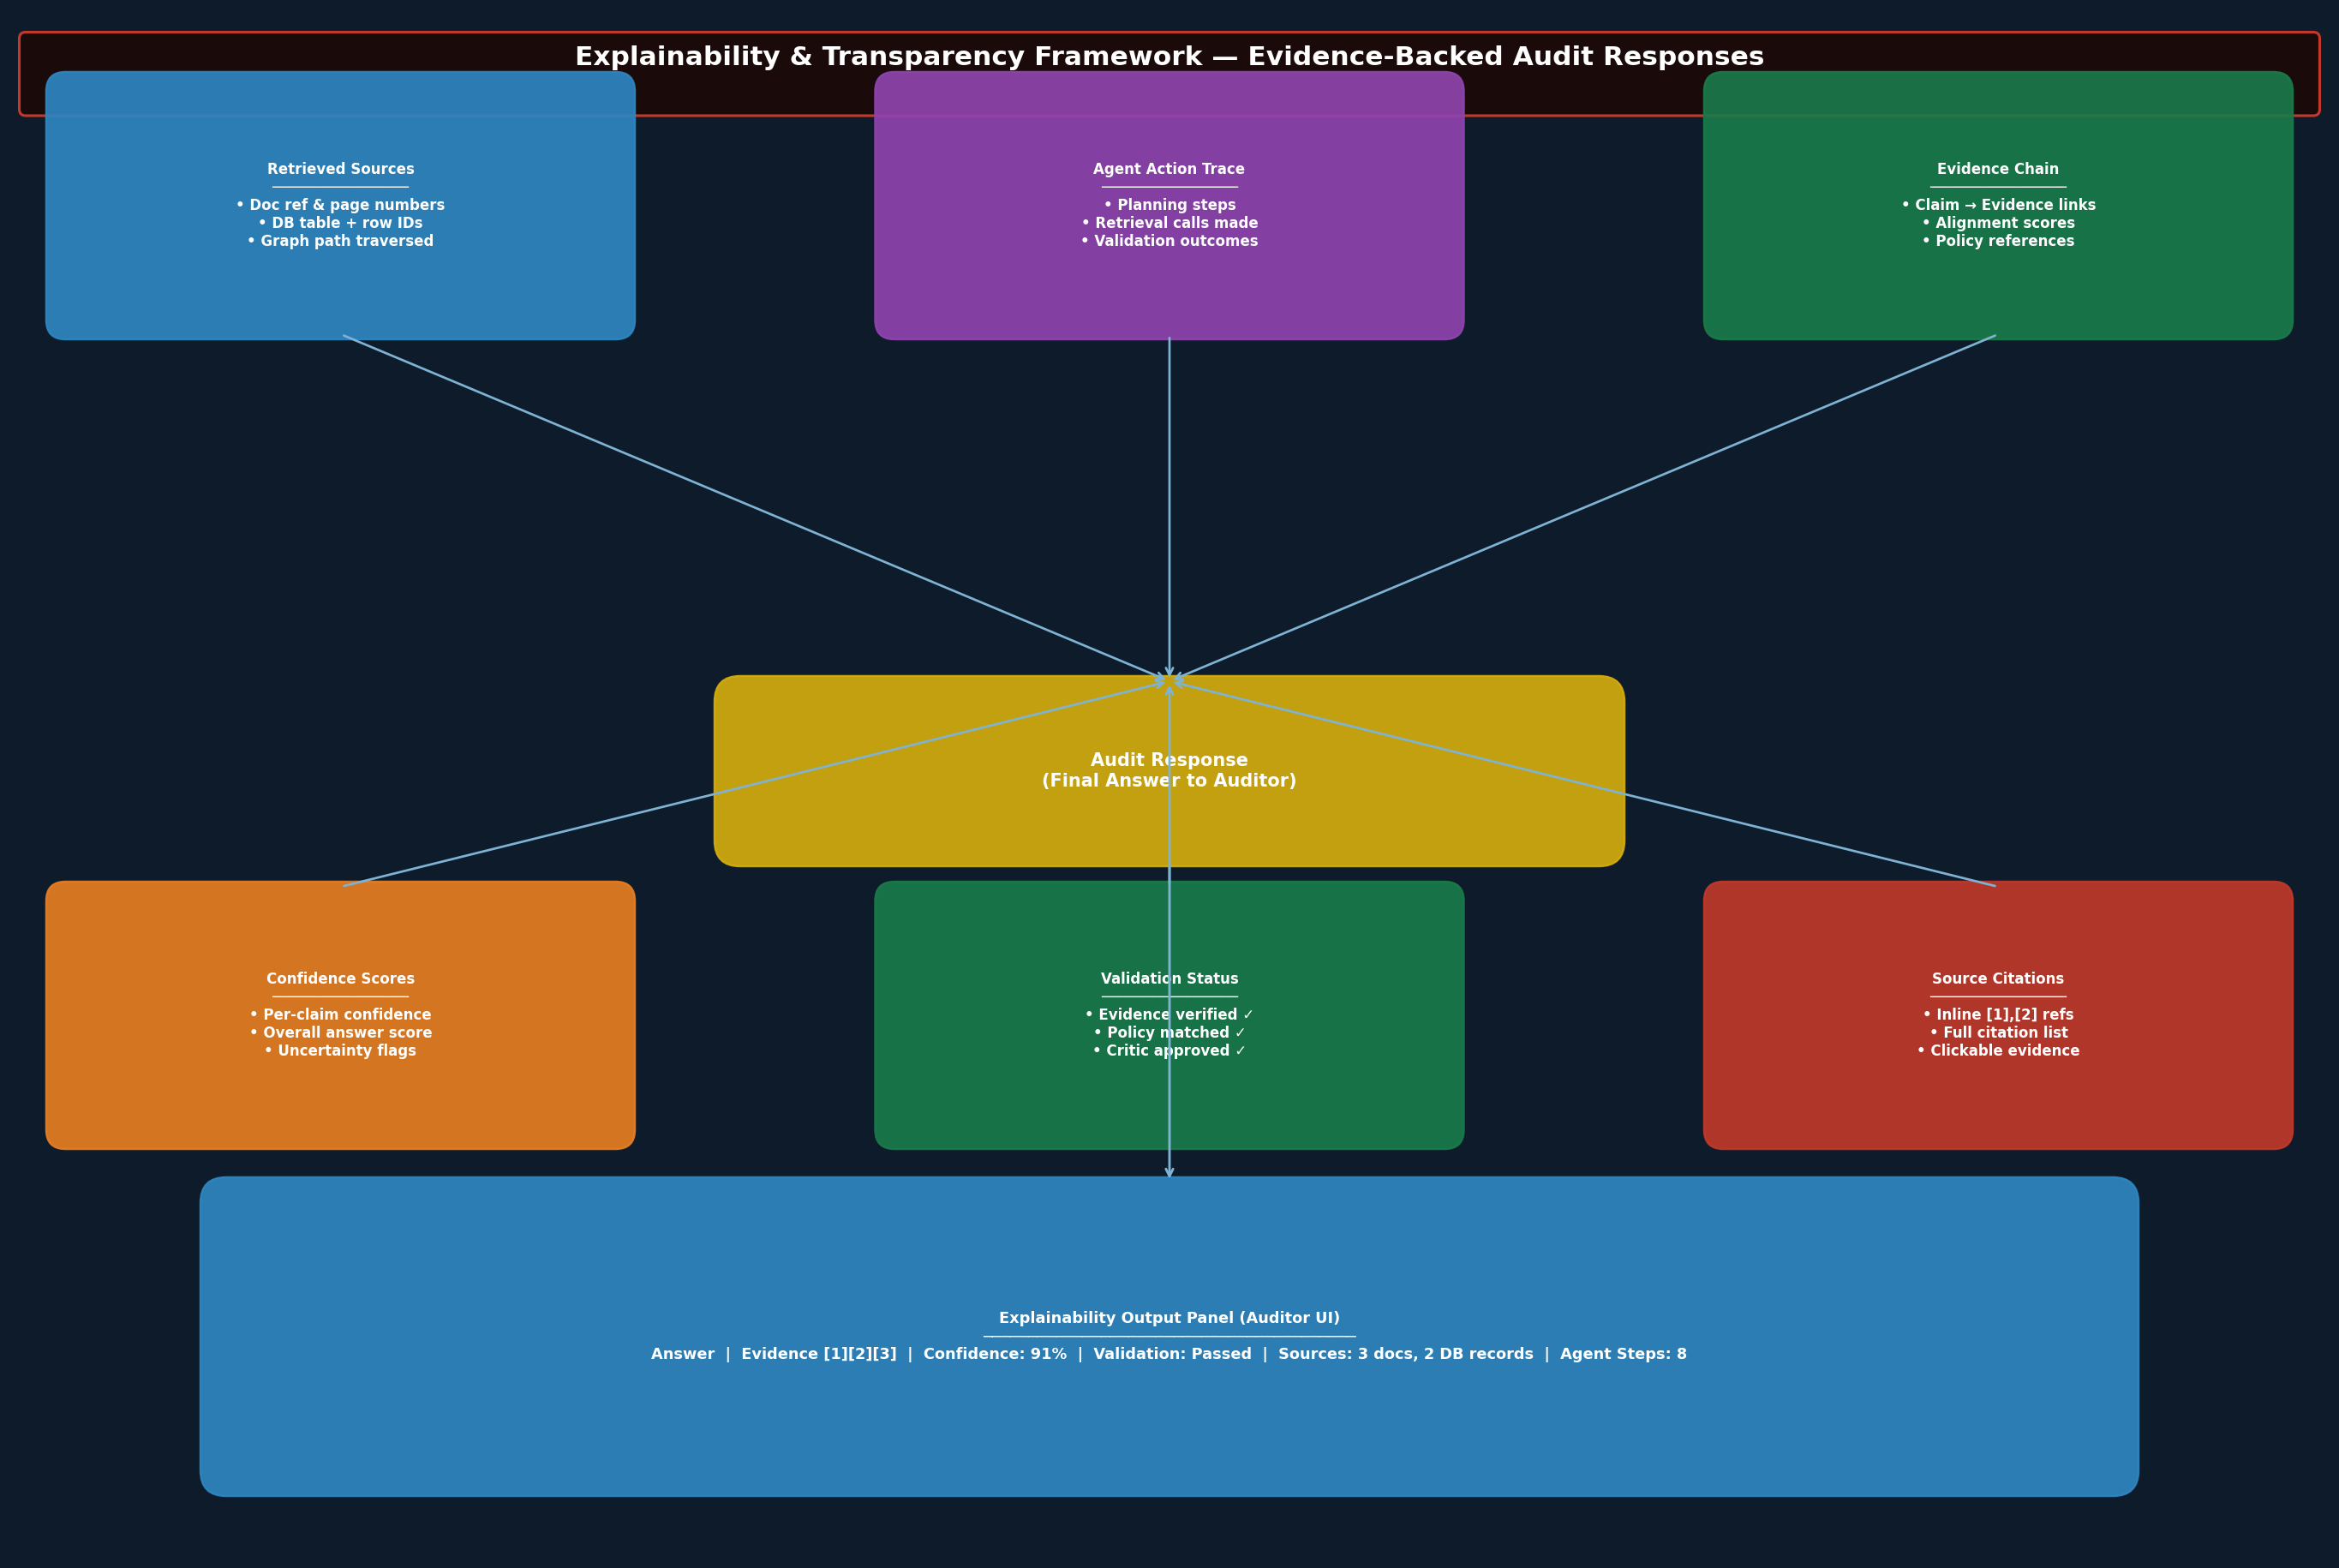 Explainability & Transparency Framework — Evidence-Backed Audit Responses
Retrieved Sources
• Doc ref & page numbers
• DB table + row IDs
• Graph path traversed
Agent Action Trace
• Planning steps
• Retrieval calls made
• Validation outcomes
Evidence Chain
• Claim → Evidence links
• Alignment scores
• Policy references
Audit Response
(Final Answer to Auditor)
Confidence Scores
• Per-claim confidence
• Overall answer score
• Uncertainty flags
Validation Status
• Evidence verified ✓
• Policy matched ✓
• Critic approved ✓
Source Citations
• Inline [1],[2] refs
• Full citation list
• Clickable evidence
Explainability Output Panel (Auditor UI)
Answer | Evidence [1][2][3] | Confidence: 91% | Validation: Passed | Sources: 3 docs, 2 DB records | Agent Steps: 8